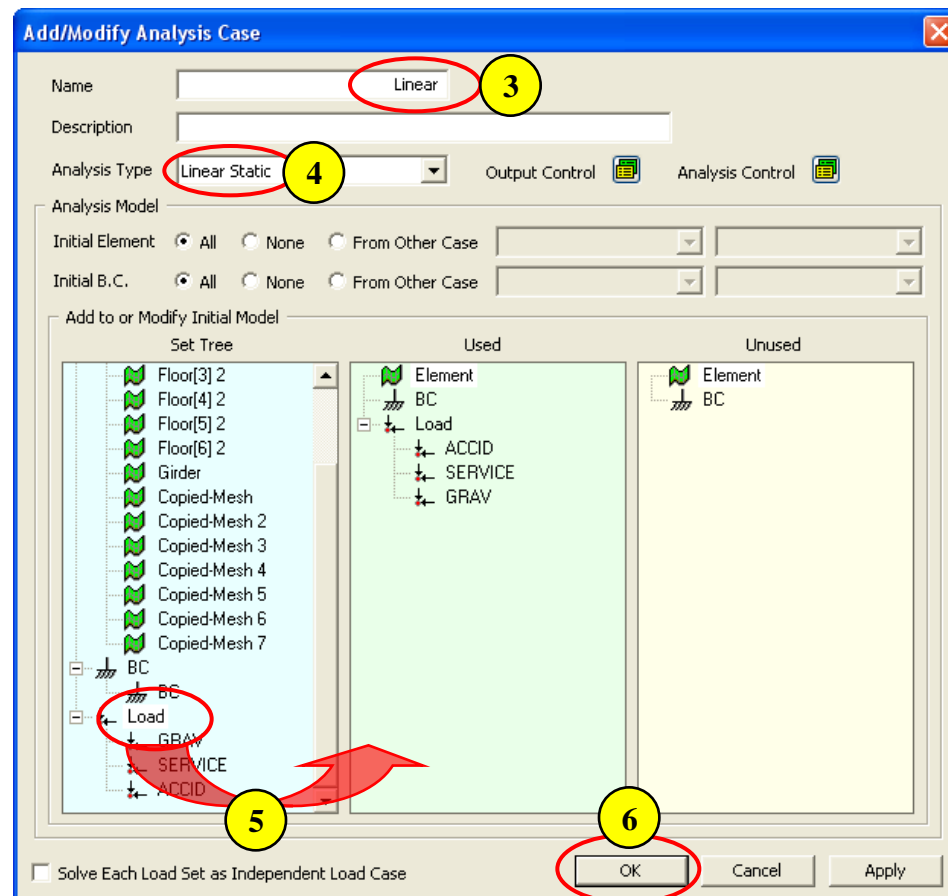 Add/Modify Analysis Case
Name Linear 3
Description
Analysis Type Linear Static 4 Output Control Analysis Control
Analysis Model
Initial Element All None From Other Case
Initial B.C. All None From Other Case
Add to or Modify Initial Model
Set Tree Used Unused
Floor[3] 2 Element Element
Floor[4] 2 BC BC
Floor[5] 2 Load
Floor[6] 2 ACCID
Girder SERVICE
Copied-Mesh GRAV
Copied-Mesh 2
Copied-Mesh 3
Copied-Mesh 4
Copied-Mesh 5
Copied-Mesh 6
Copied-Mesh 7
BC
BC
Load
GRAV
SERVICE
ACCID
5 6
Solve Each Load Set as Independent Load Case OK Cancel Apply